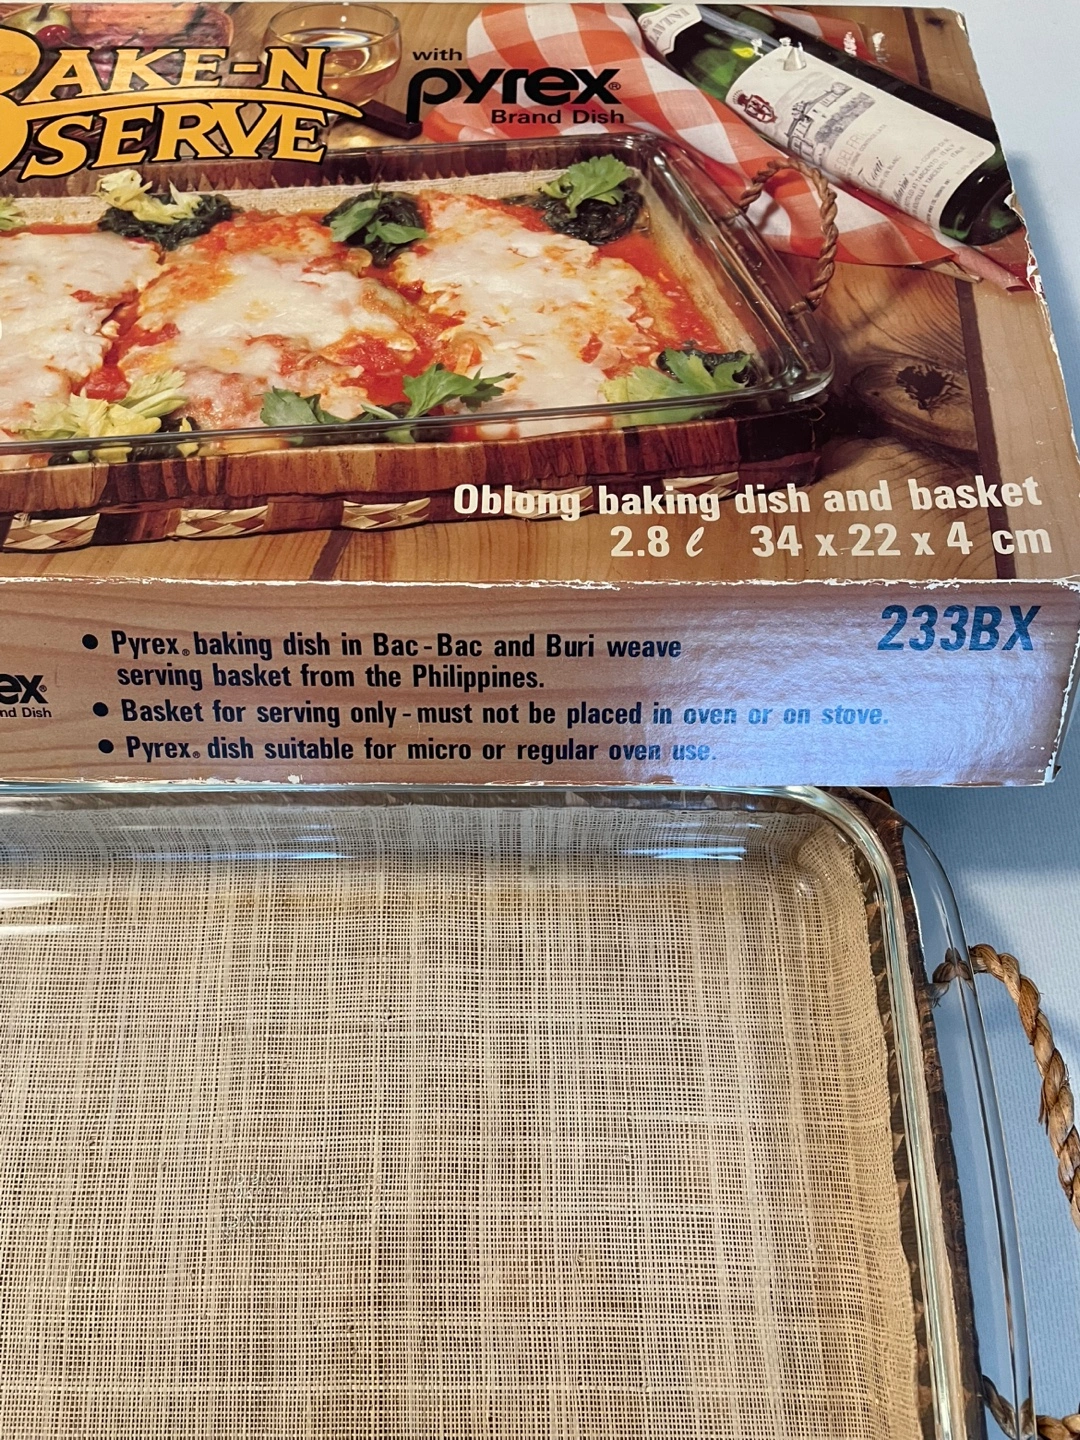 BAKE-N
SERVE
with
pyrex®
Brand Dish
Oblong baking dish and basket
2.8 ℓ 34 x 22 x 4 cm
233BX
• Pyrex® baking dish in Bac-Bac and Buri weave
serving basket from the Philippines.
• Basket for serving only - must not be placed in oven or on stove.
• Pyrex® dish suitable for micro or regular oven use.
ex®
nd Dish